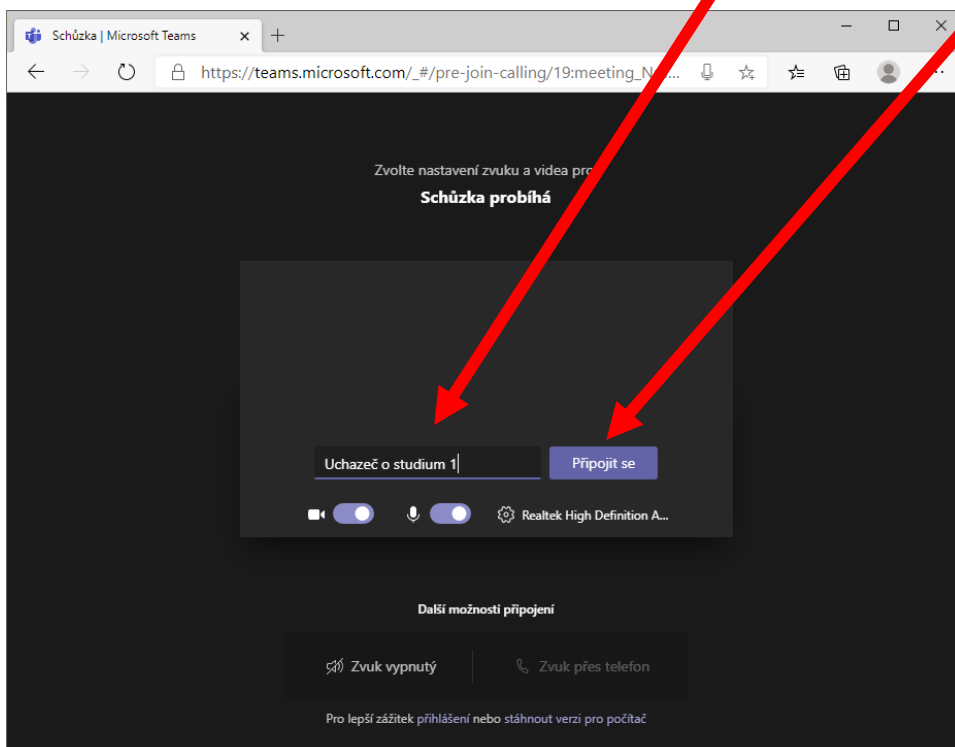 Schůzka | Microsoft Teams
https://teams.microsoft.com/_#/pre-join-calling/19:meeting_N
Zvolte nastavení zvuku a videa pro
Schůzka probíhá
Uchazeč o studium 1
Připojit se
Realtek High Definition A...
Další možnosti připojení
Zvuk vypnutý
Zvuk přes telefon
Pro lepší zážitek přihlášení nebo stáhnout verzi pro počítač